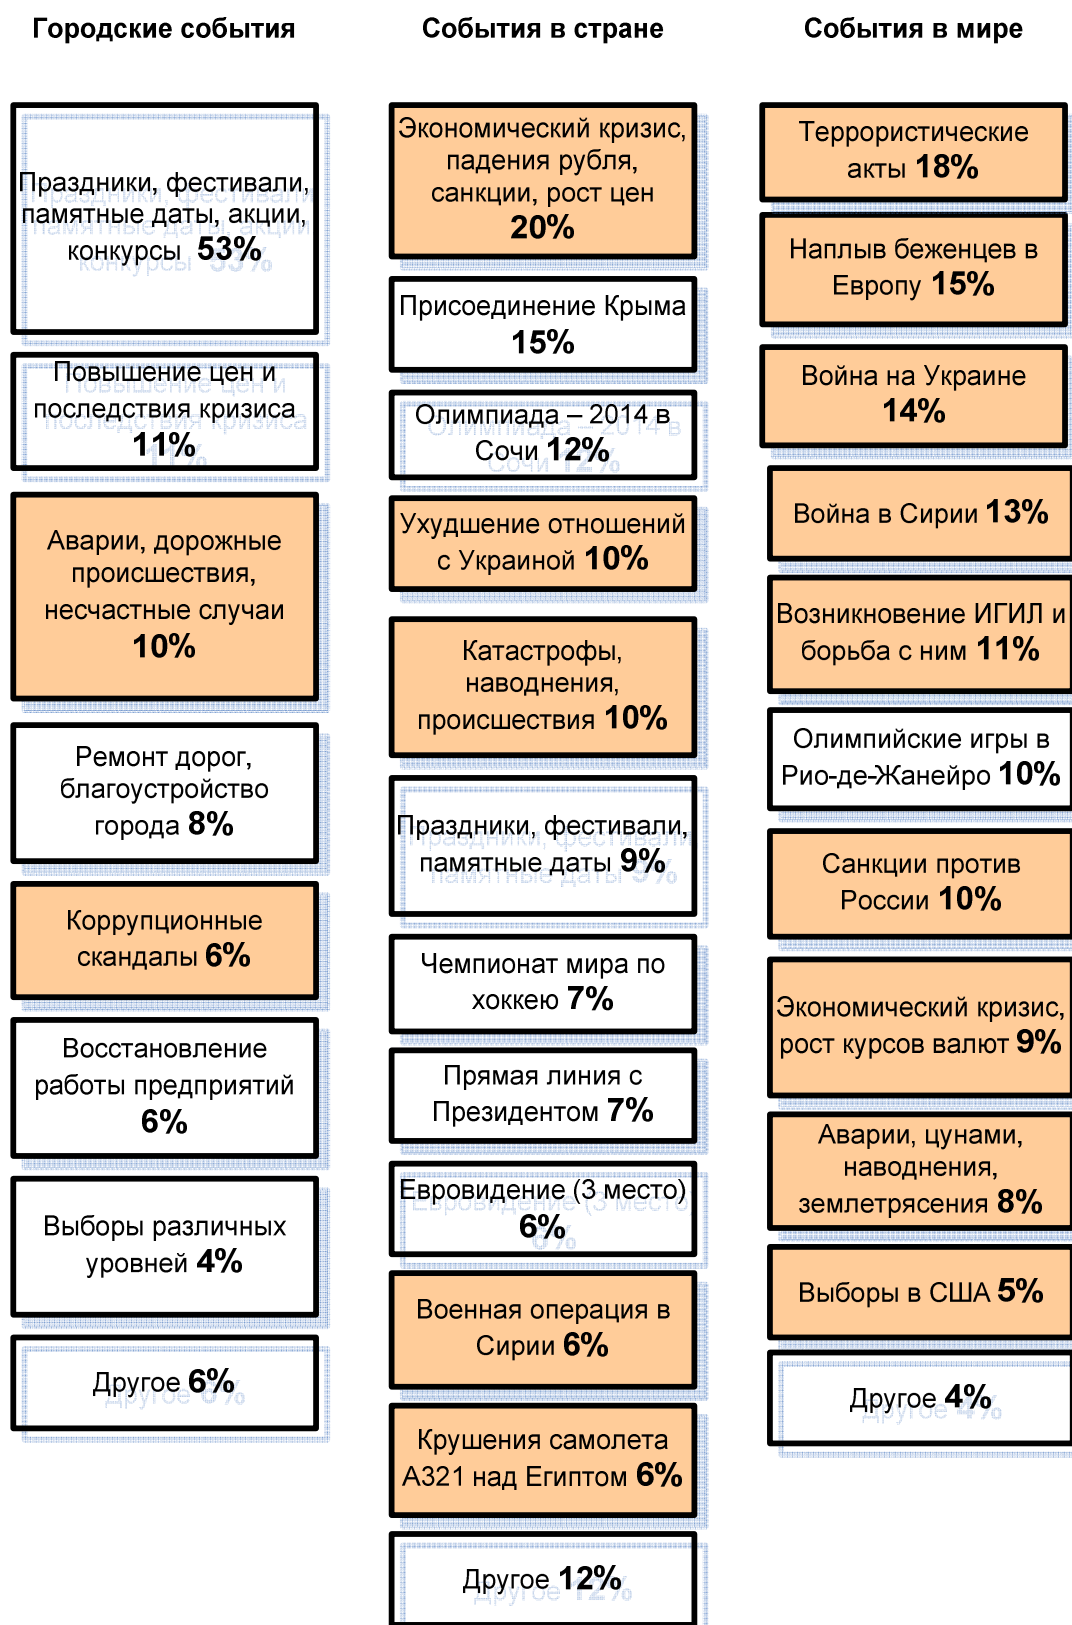 Городские события
Праздники, фестивали,
памятные даты, акции,
конкурсы 53%
Повышение цен и
последствия кризиса
11%
Аварии, дорожные
происшествия,
несчастные случаи
10%
Ремонт дорог,
благоустройство
города 8%
Коррупционные
скандалы 6%
Восстановление
работы предприятий
6%
Выборы различных
уровней 4%
Другое 6%
События в стране
Экономический кризис,
падения рубля,
санкции, рост цен
20%
Присоединение Крыма
15%
Олимпиада – 2014 в
Сочи 12%
Ухудшение отношений
с Украиной 10%
Катастрофы,
наводнения,
происшествия 10%
Праздники, фестивали,
памятные даты 9%
Чемпионат мира по
хоккею 7%
Прямая линия с
Президентом 7%
Евровидение (3 место)
6%
Военная операция в
Сирии 6%
Крушения самолета
А321 над Египтом 6%
Другое 12%
События в мире
Террористические
акты 18%
Наплыв беженцев в
Европу 15%
Война на Украине
14%
Война в Сирии 13%
Возникновение ИГИЛ и
борьба с ним 11%
Олимпийские игры в
Рио-де-Жанейро 10%
Санкции против
России 10%
Экономический кризис,
рост курсов валют 9%
Аварии, цунами,
наводнения,
землетрясения 8%
Выборы в США 5%
Другое 4%